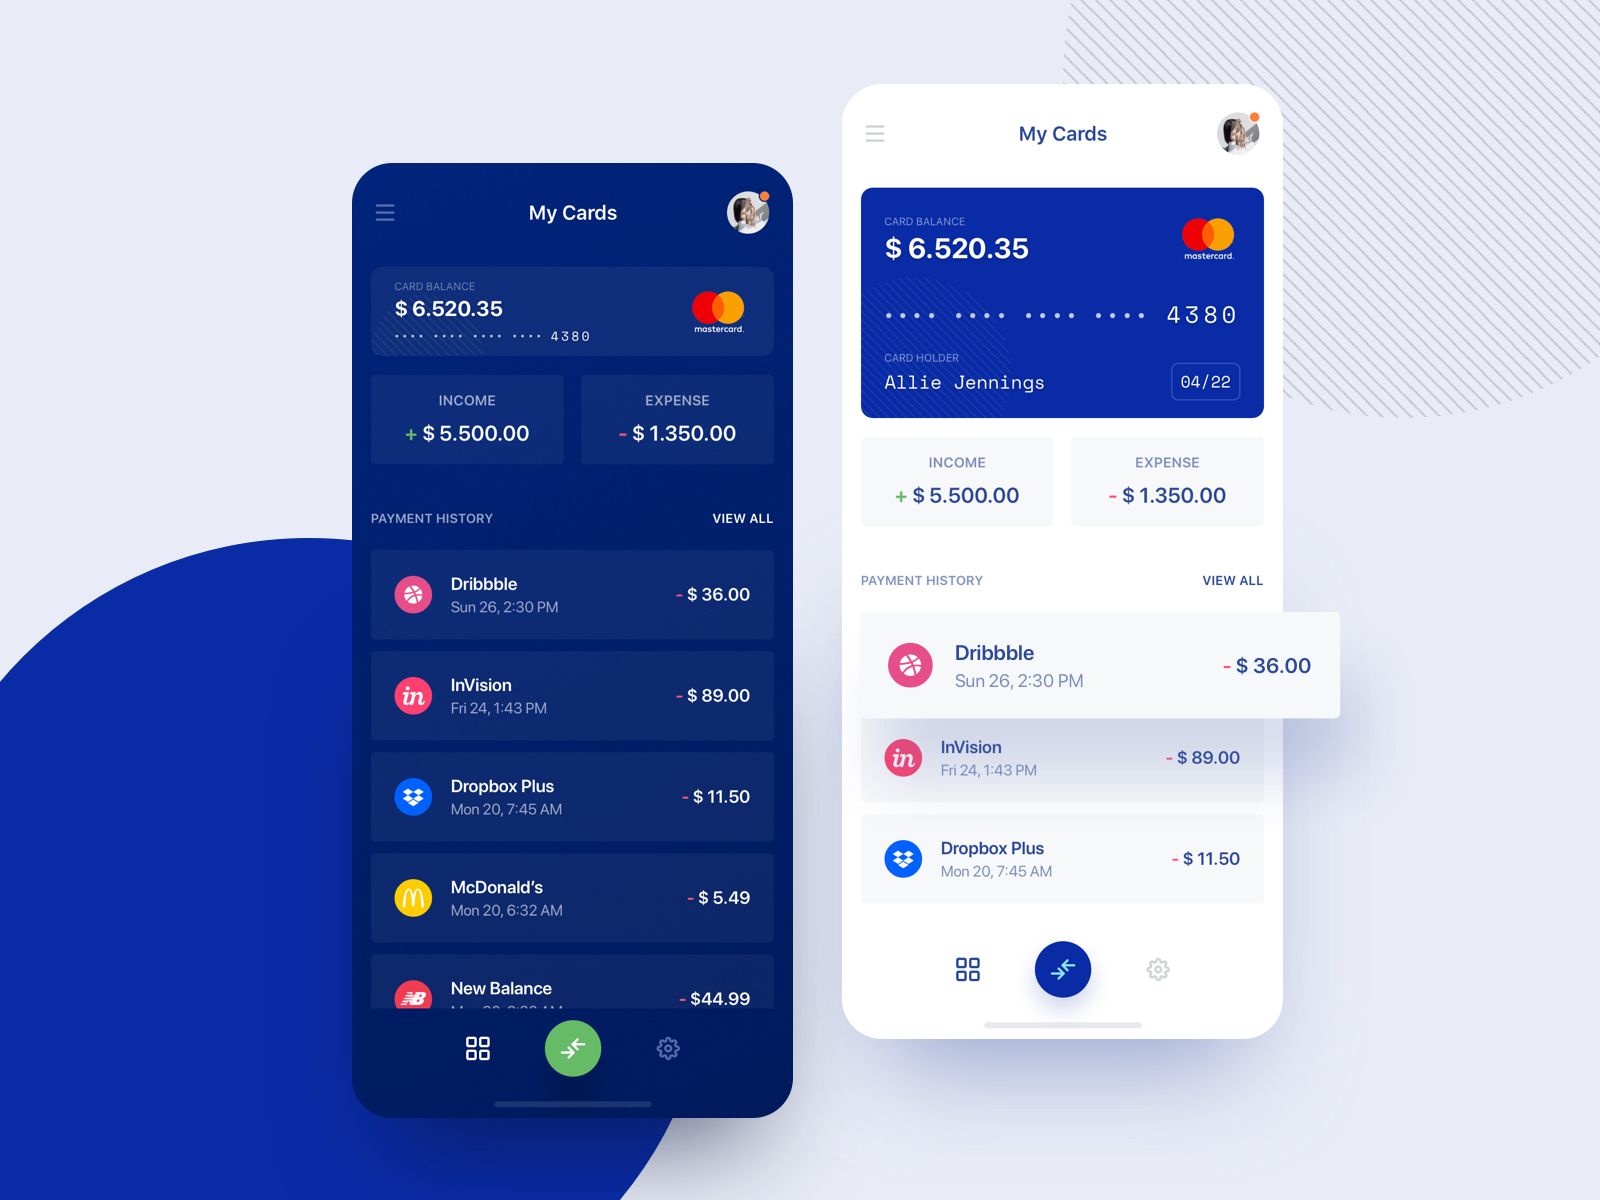 My Cards
CARD BALANCE
$ 6.520.35
•••• •••• •••• •••• 4380
mastercard.
INCOME
+ $ 5.500.00
EXPENSE
- $ 1.350.00
PAYMENT HISTORY
VIEW ALL
Dribbble
Sun 26, 2:30 PM
- $ 36.00
in
InVision
Fri 24, 1:43 PM
- $ 89.00
Dropbox Plus
Mon 20, 7:45 AM
- $ 11.50
McDonald's
Mon 20, 6:32 AM
- $ 5.49
NB
New Balance
- $44.99
My Cards
CARD BALANCE
$ 6.520.35
mastercard.
•••• •••• •••• •••• 4380
CARD HOLDER
Allie Jennings
04/22
INCOME
+ $ 5.500.00
EXPENSE
- $ 1.350.00
PAYMENT HISTORY
VIEW ALL
Dribbble
Sun 26, 2:30 PM
- $ 36.00
in
InVision
Fri 24, 1:43 PM
- $ 89.00
Dropbox Plus
Mon 20, 7:45 AM
- $ 11.50